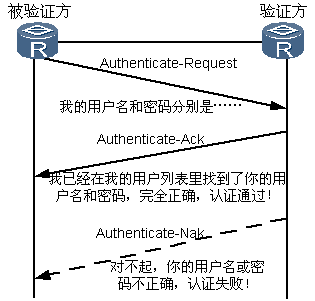 被验证方 验证方
R R
Authenticate-Request
我的用户名和密码分别是······
Authenticate-Ack
我已经在我的用户列表里找到了你的用
户名和密码，完全正确，认证通过！
Authenticate-Nak
对不起，你的用户名或密
码不正确，认证失败！